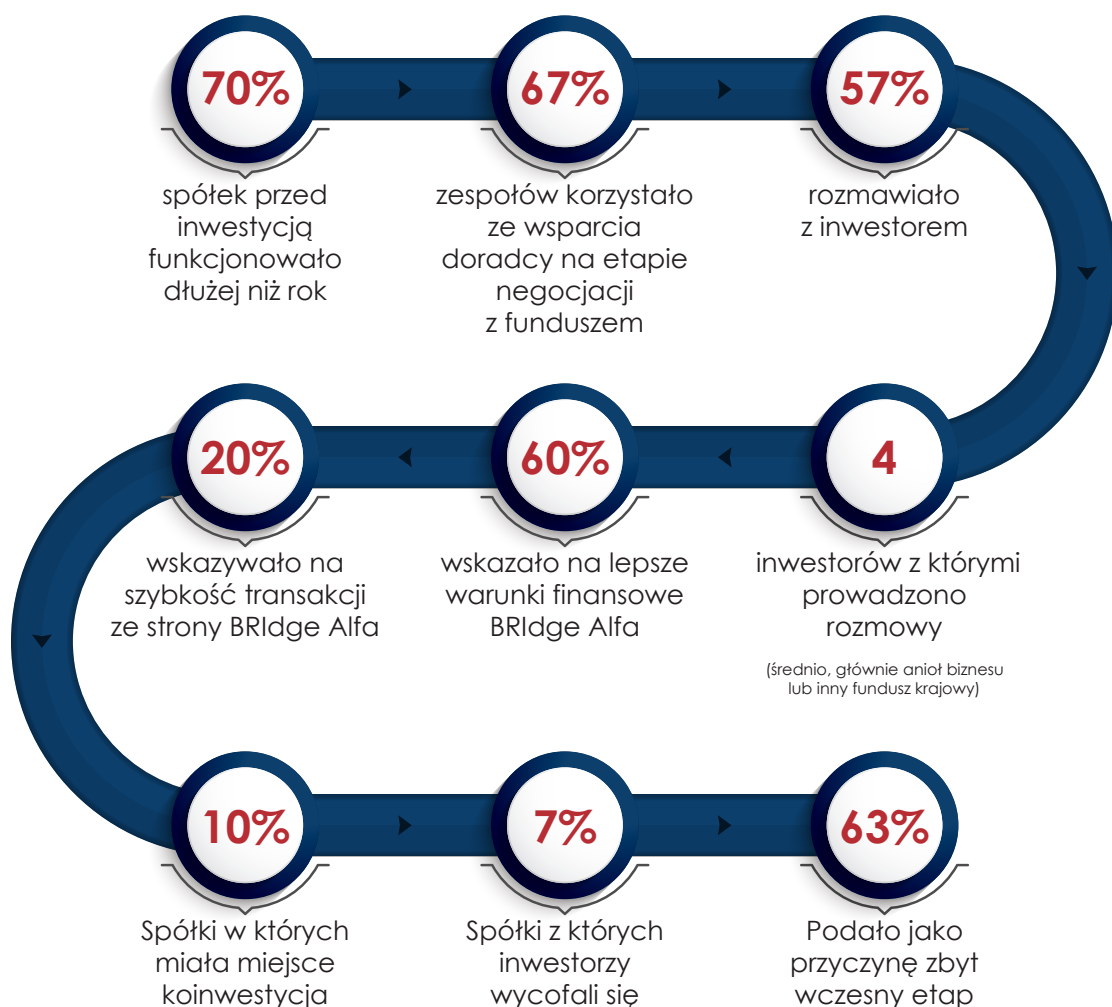 70%
spółek przed
inwestycją
funkcjonowało
dłużej niż rok
67%
zespołów korzystało
ze wsparcia
doradcy na etapie
negocjacji
z funduszem
57%
rozmawiało
z inwestorem
4
inwestorów z którymi
prowadzono
rozmowy
(średnio, głównie anioł biznesu
lub inny fundusz krajowy)
60%
wskazało na lepsze
warunki finansowe
BRIdge Alfa
20%
wskazywało na
szybkość transakcji
ze strony BRIdge Alfa
10%
Spółki w których
miała miejsce
koinwestycja
7%
Spółki z których
inwestorzy
wycofali się
63%
Podało jako
przyczynę zbyt
wczesny etap